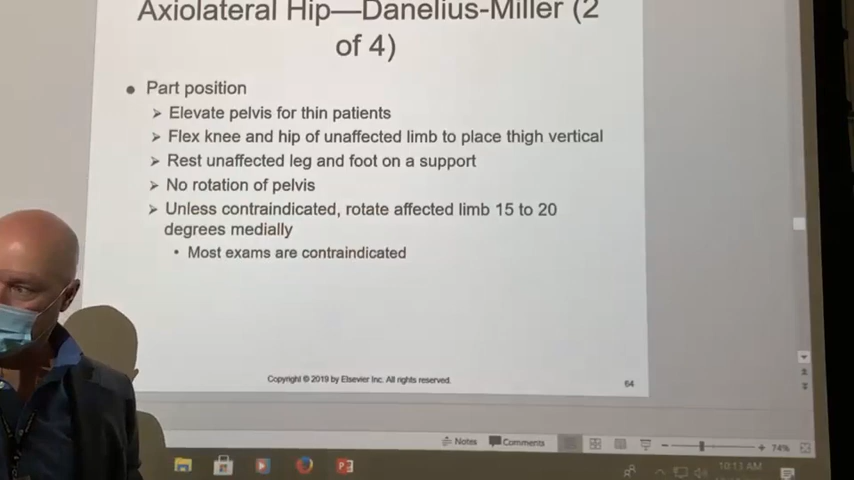 Axiolateral Hip—Danelius-Miller (2
of 4)
• Part position
➢ Elevate pelvis for thin patients
➢ Flex knee and hip of unaffected limb to place thigh vertical
➢ Rest unaffected leg and foot on a support
➢ No rotation of pelvis
➢ Unless contraindicated, rotate affected limb 15 to 20
degrees medially
• Most exams are contraindicated
Copyright © 2019 by Elsevier Inc. All rights reserved.
64
Notes
Comments
74%
10:11 AM